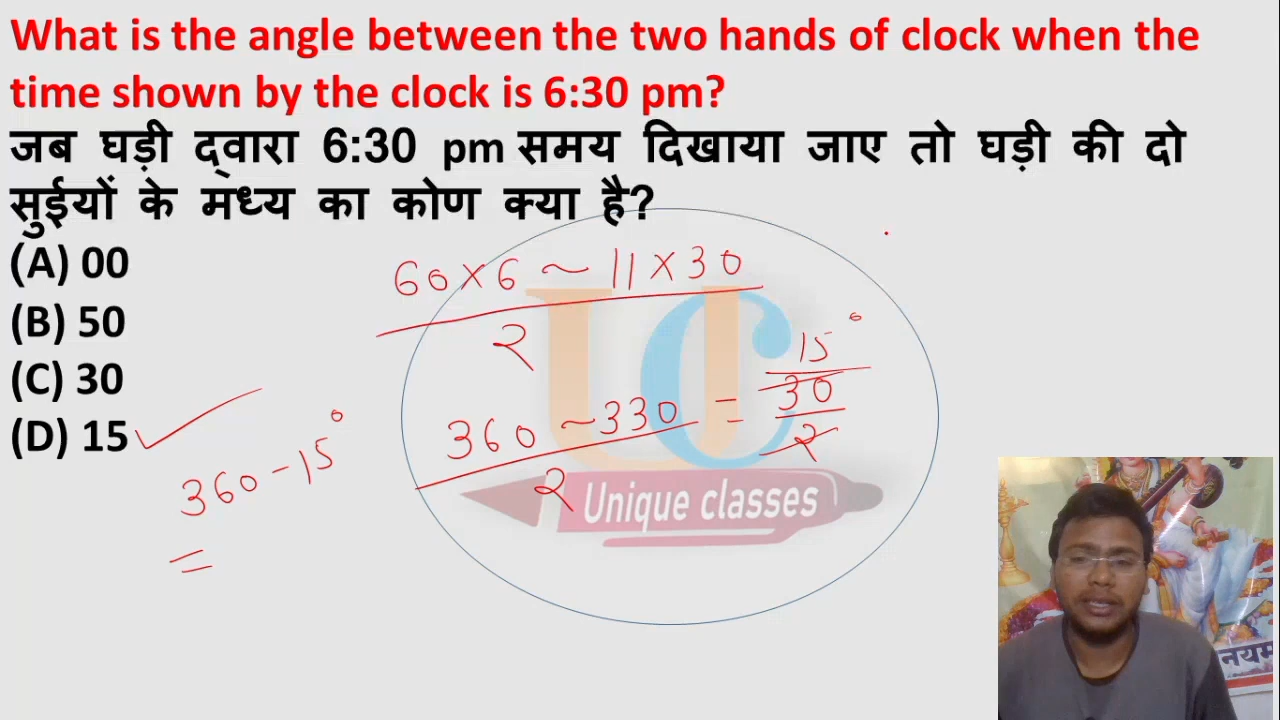 What is the angle between the two hands of clock when the
time shown by the clock is 6:30 pm?
जब घड़ी द्वारा 6:30 pm समय दिखाया जाए तो घड़ी की दो
सुईयों के मध्य का कोण क्या है?
(A) 00
(B) 50
(C) 30
(D) 15
60×6 ~ 11×30
2
360 ~ 330
2
=
15°
30
2
360 - 15°
=
UC
Unique classes
नयम